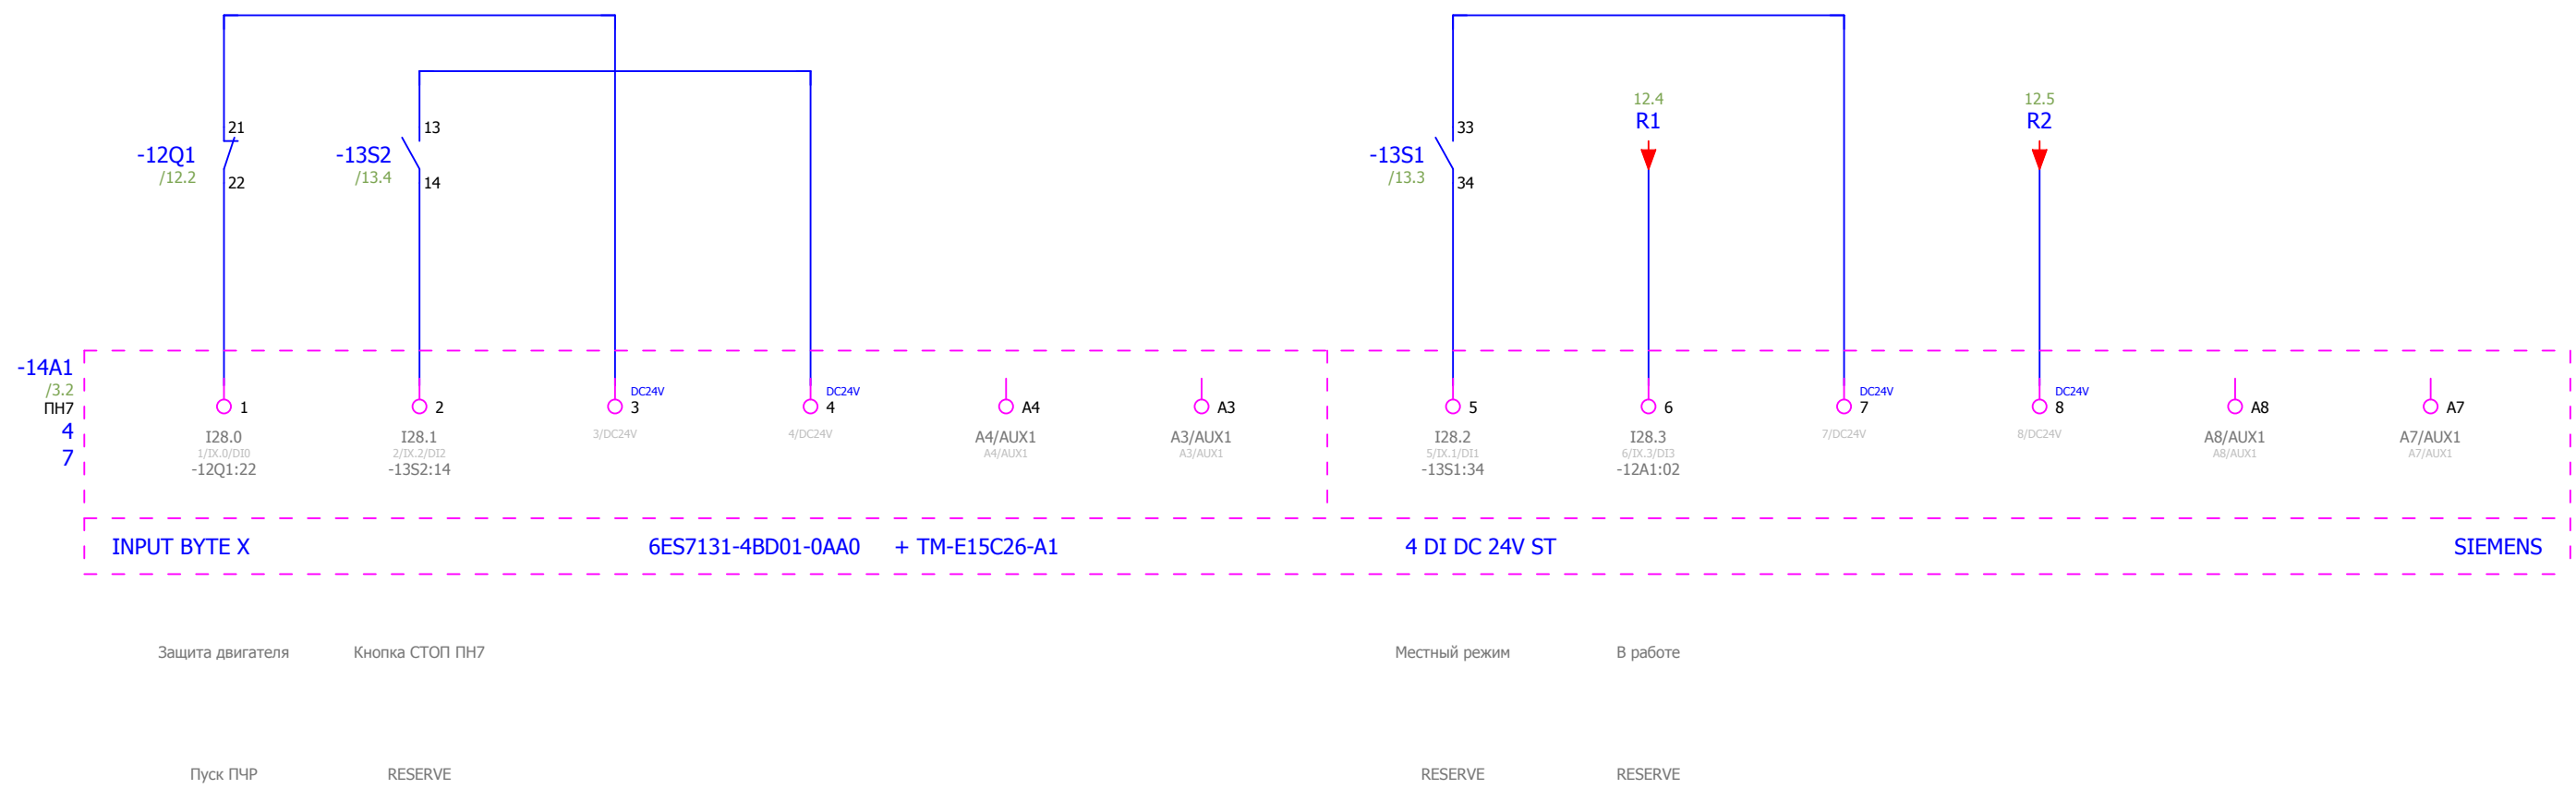 12.4
12.5
R1
R2
21
13
33
-12Q1
-13S2
-13S1
/12.2
/13.4
/13.3
22
14
34
-14A1
/3.2
ПН7
4
7
DC24V
DC24V
DC24V
DC24V
1
2
3
4
A4
A3
5
6
7
8
A8
A7
I28.0
I28.1
3/DC24V
4/DC24V
A4/AUX1
A3/AUX1
I28.2
I28.3
7/DC24V
8/DC24V
A8/AUX1
A7/AUX1
1/IX.0/DI0
2/IX.2/DI2
A4/AUX1
A3/AUX1
5/IX.1/DI1
6/IX.3/DI3
A8/AUX1
A7/AUX1
-12Q1:22
-13S2:14
-13S1:34
-12A1:02
INPUT BYTE X
6ES7131-4BD01-0AA0
+ TM-E15C26-A1
4 DI DC 24V ST
SIEMENS
Защита двигателя
Кнопка СТОП ПН7
Местный режим
В работе
Пуск ПЧР
RESERVE
RESERVE
RESERVE